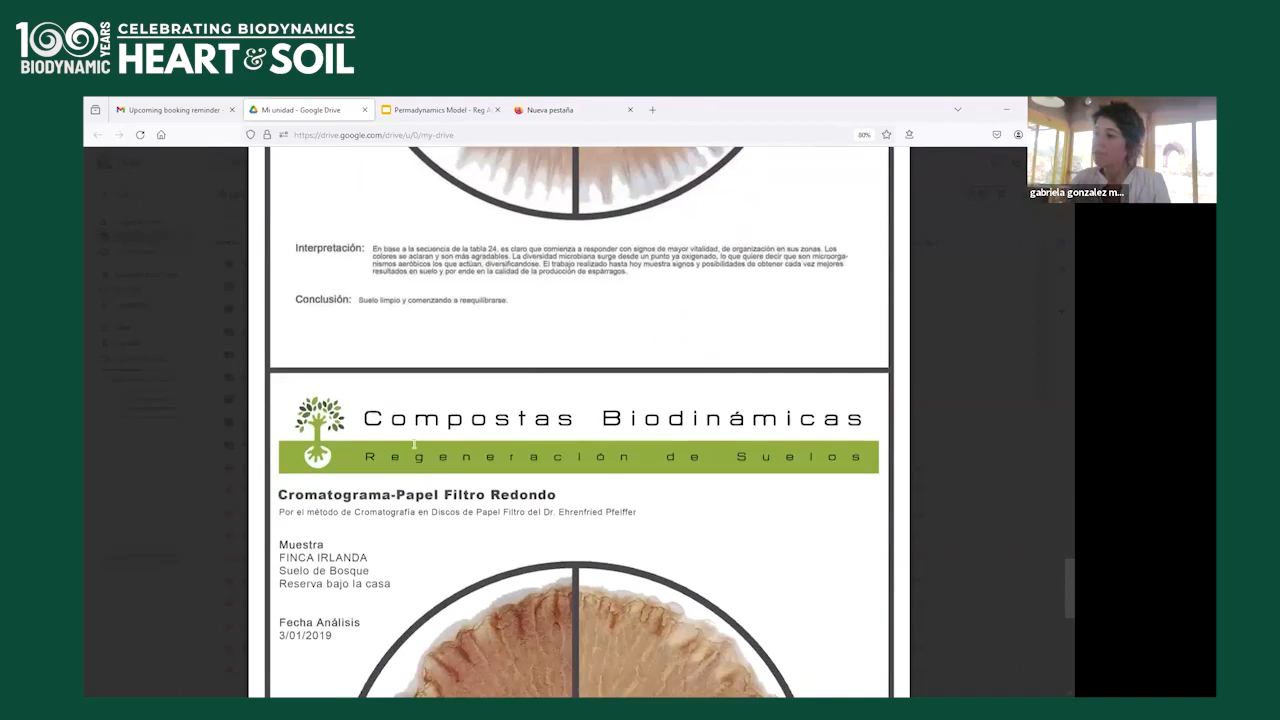 100 YEARS
BIODYNAMIC
CELEBRATING BIODYNAMICS
HEART & SOIL
Upcoming booking reminder -
Mi unidad - Google Drive
Permadynamics Model - Reg A
Nueva pestaña
https://drive.google.com/drive/u/0/my-drive
80%
gabriela gonzalez m...
Interpretación: En base a la secuencia de la tabla 24, es claro que comienza a responder con signos de mayor vitalidad, de organización en sus zonas. Los
colores se aclaran y son más agradables. La diversidad microbiana surge desde un punto ya oxigenado, lo que quiere decir que son microorga-
nismos aeróbicos los que actúan, diversificandose. El trabajo realizado hasta hoy muestra signos y posibilidades de obtener cada vez mejores
resultados en suelo y por ende en la calidad de la producción de espárragos.
Conclusión: Suelo limpio y comenzando a reequilibrarse.
Compostas Biodinámicas
Regeneración de Suelos
Cromatograma-Papel Filtro Redondo
Por el método de Cromatografía en Discos de Papel Filtro del Dr. Ehrenfried Pfeiffer
Muestra
FINCA IRLANDA
Suelo de Bosque
Reserva bajo la casa
Fecha Análisis
3/01/2019